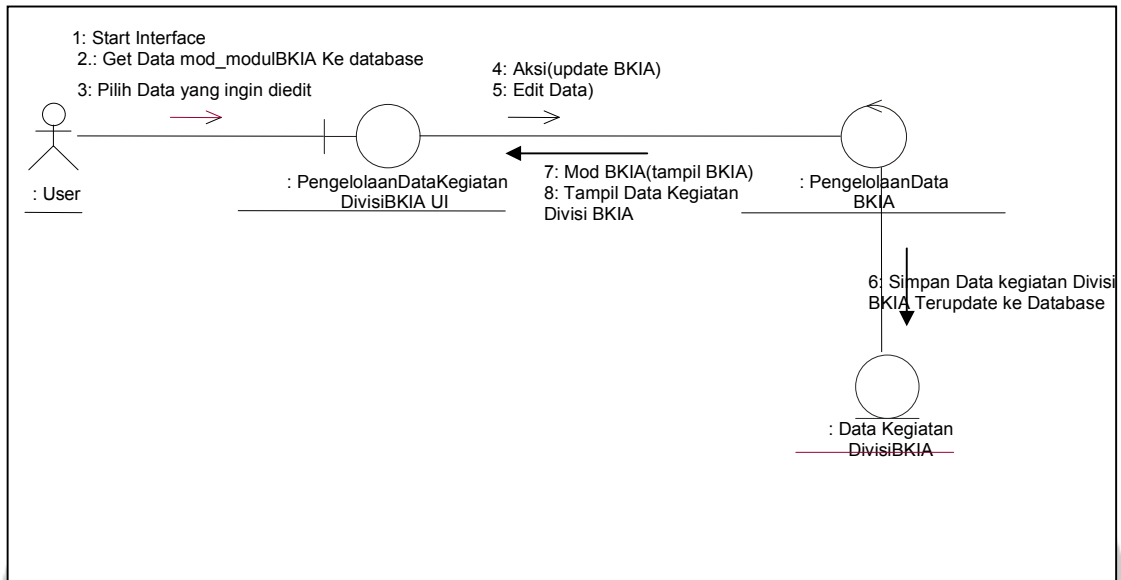 1: Start Interface
2.: Get Data mod_modulBKIA Ke database
3: Pilih Data yang ingin diedit
4: Aksi(update BKIA)
5: Edit Data)
: User
: PengelolaanDataKegiatan
DivisiBKIA UI
7: Mod BKIA(tampil BKIA)
8: Tampil Data Kegiatan
Divisi BKIA
: PengelolaanData
BKIA
6: Simpan Data kegiatan Divisi
BKIA Terupdate ke Database
: Data Kegiatan
DivisiBKIA